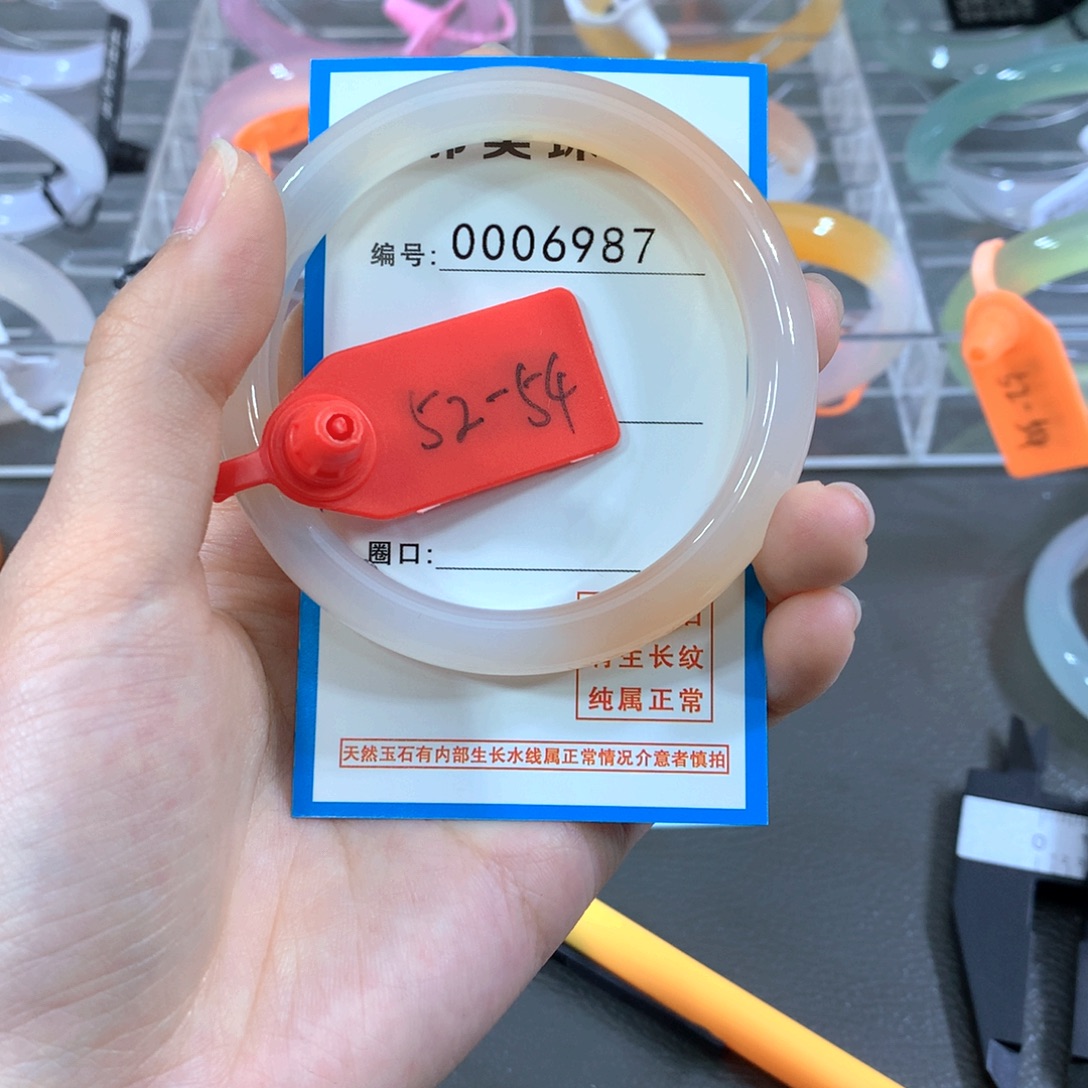 编号: 0006987
52-54
圈口:
生长纹
纯属正常
天然玉石有内部生长水线属正常情况介意者慎拍